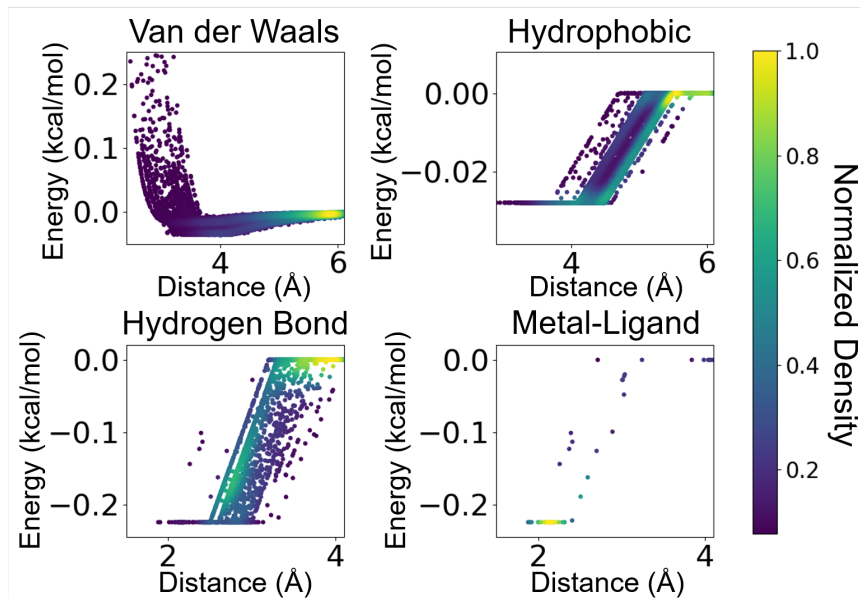 Van der Waals
Energy (kcal/mol)
0.2
0.1
0.0
4
6
Distance (Å)
Hydrophobic
Energy (kcal/mol)
0.00
−0.02
4
6
Distance (Å)
Hydrogen Bond
Energy (kcal/mol)
0.0
−0.1
−0.2
2
4
Distance (Å)
Metal-Ligand
Energy (kcal/mol)
0.0
−0.1
−0.2
2
4
Distance (Å)
1.0
0.8
0.6
0.4
0.2
Normalized Density